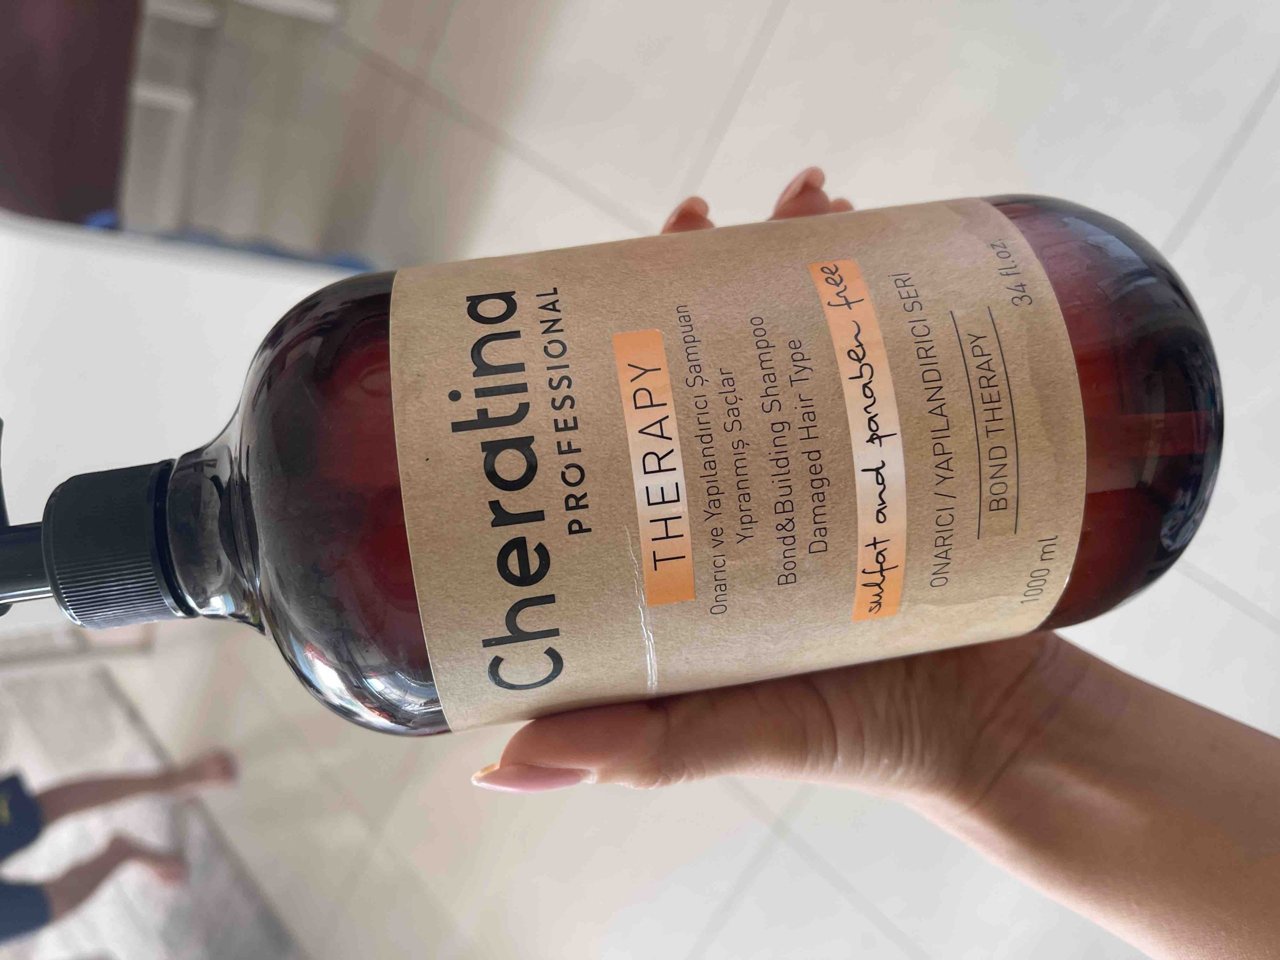 Cheratina
PROFESSIONAL
THERAPY
Onarıcı ve Yapılandırıcı Şampuan
Yıpranmış Saçlar
Bond&Building Shampoo
Damaged Hair Type
sulfat and paraben free
ONARICI / YAPILANDIRICI SERİ
BOND THERAPY
1000 ml 34 fl.oz.